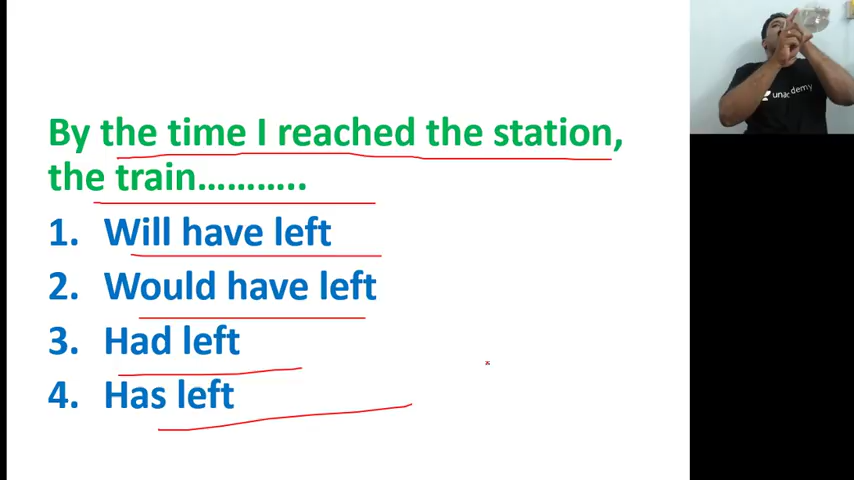 By the time I reached the station,
the train………..
1. Will have left
2. Would have left
3. Had left
4. Has left
unacademy